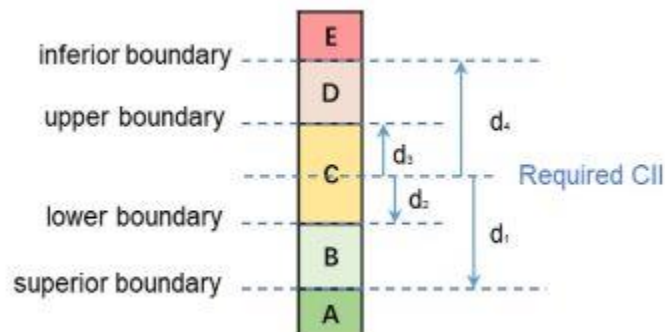 E
inferior boundary
D
upper boundary
d₄
d₃
C
Required CII
d₂
lower boundary
d₁
B
superior boundary
A